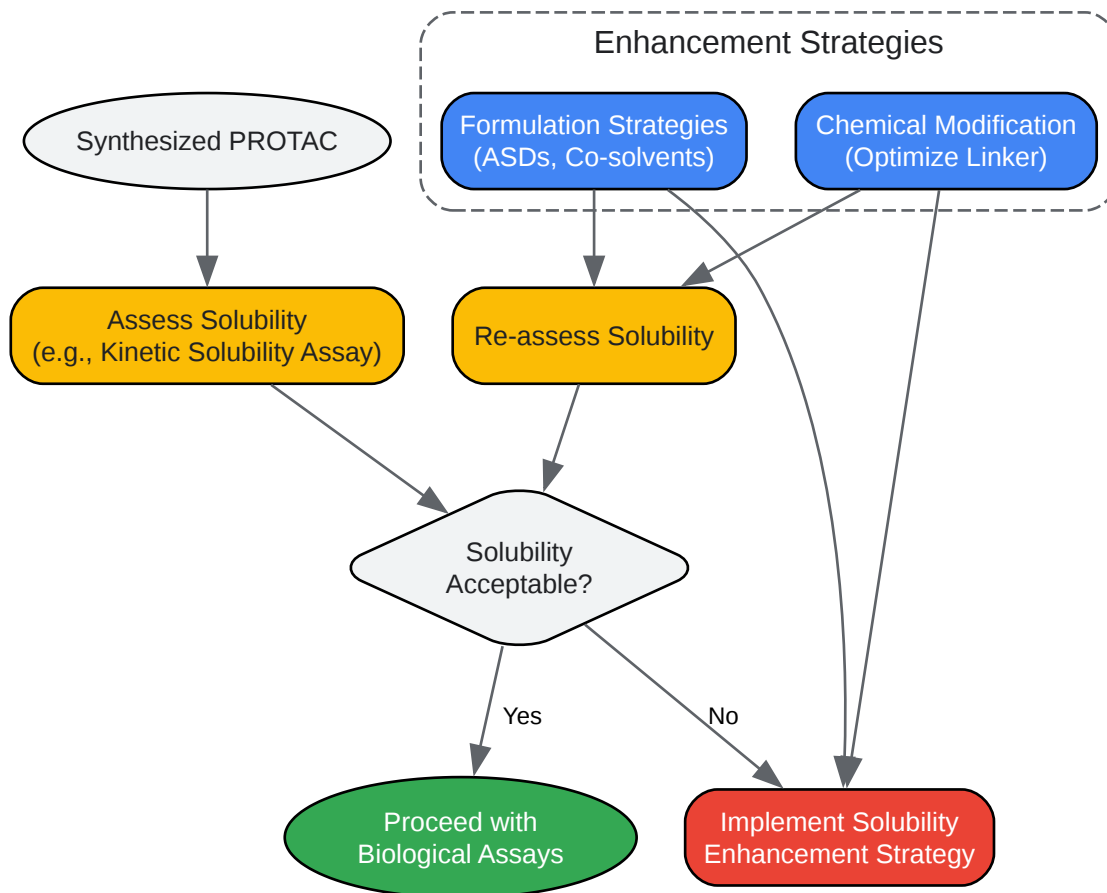 Enhancement Strategies
Synthesized PROTAC
Formulation Strategies
(ASDs, Co-solvents)
Chemical Modification
(Optimize Linker)
Assess Solubility
(e.g., Kinetic Solubility Assay)
Re-assess Solubility
Solubility
Acceptable?
Yes
No
Proceed with
Biological Assays
Implement Solubility
Enhancement Strategy